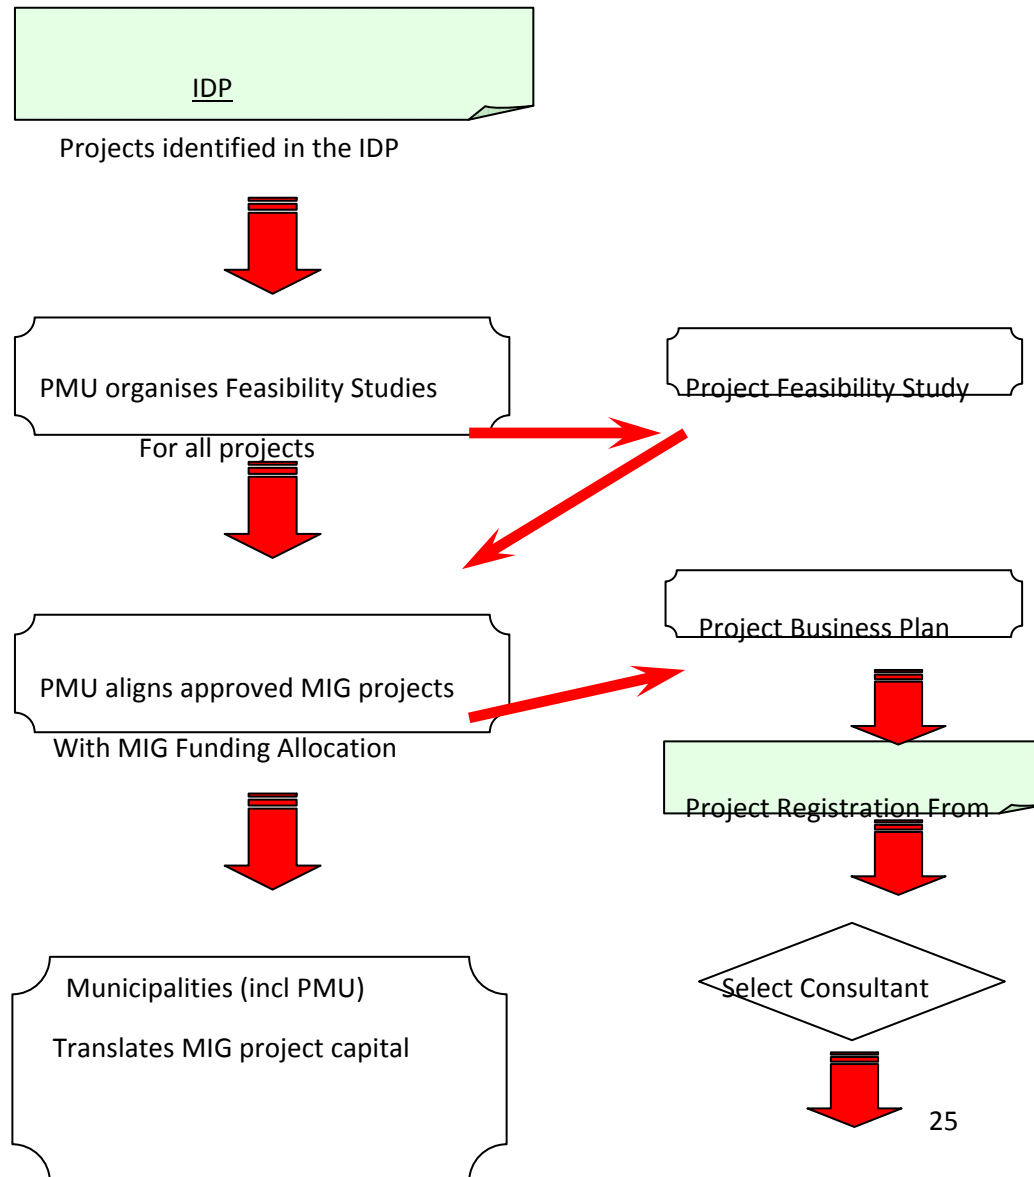 IDP
Projects identified in the IDP
PMU organises Feasibility Studies
For all projects
Project Feasibility Study
PMU aligns approved MIG projects
With MIG Funding Allocation
Project Business Plan
Project Registration From
Municipalities (incl PMU)
Translates MIG project capital
Select Consultant
25